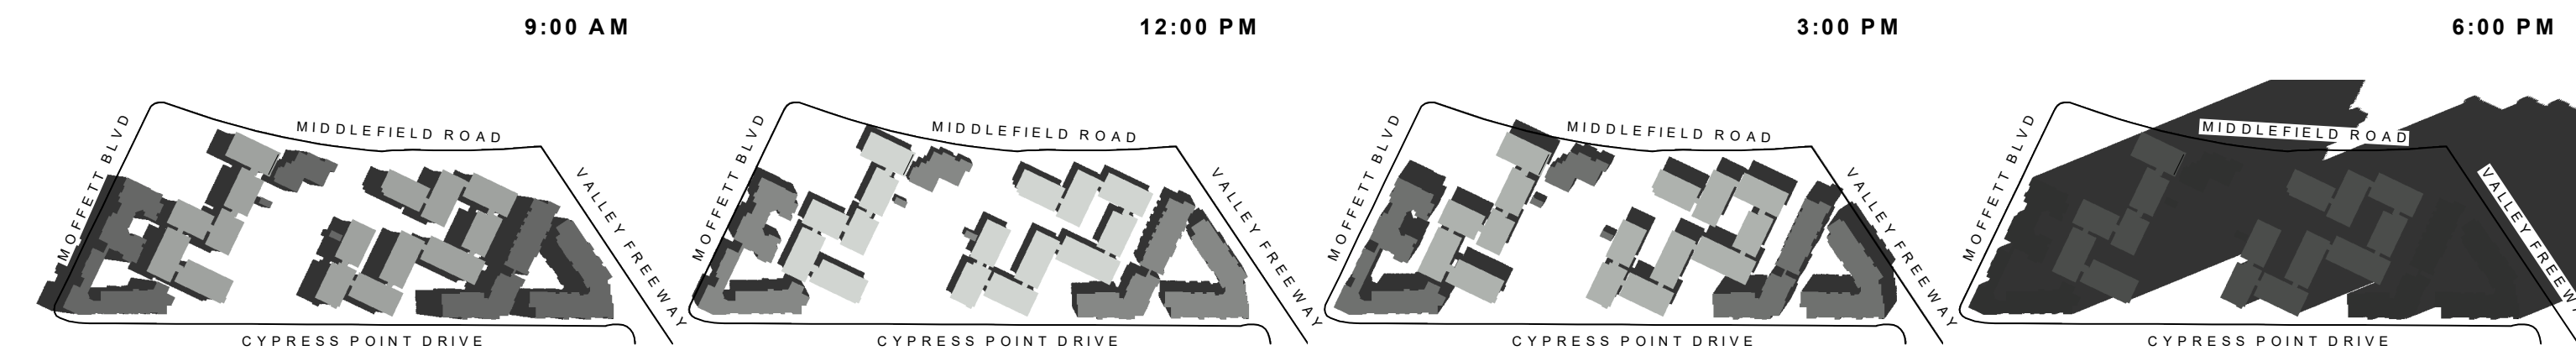 9:00 AM
MOFFETT BLVD
MIDDLEFIELD ROAD
VALLEY FREEWAY
CYPRESS POINT DRIVE
12:00 PM
MOFFETT BLVD
MIDDLEFIELD ROAD
VALLEY FREEWAY
CYPRESS POINT DRIVE
3:00 PM
MOFFETT BLVD
MIDDLEFIELD ROAD
VALLEY FREEWAY
CYPRESS POINT DRIVE
6:00 PM
MOFFETT BLVD
MIDDLEFIELD ROAD
VALLEY FREEW
CYPRESS POINT DRIVE